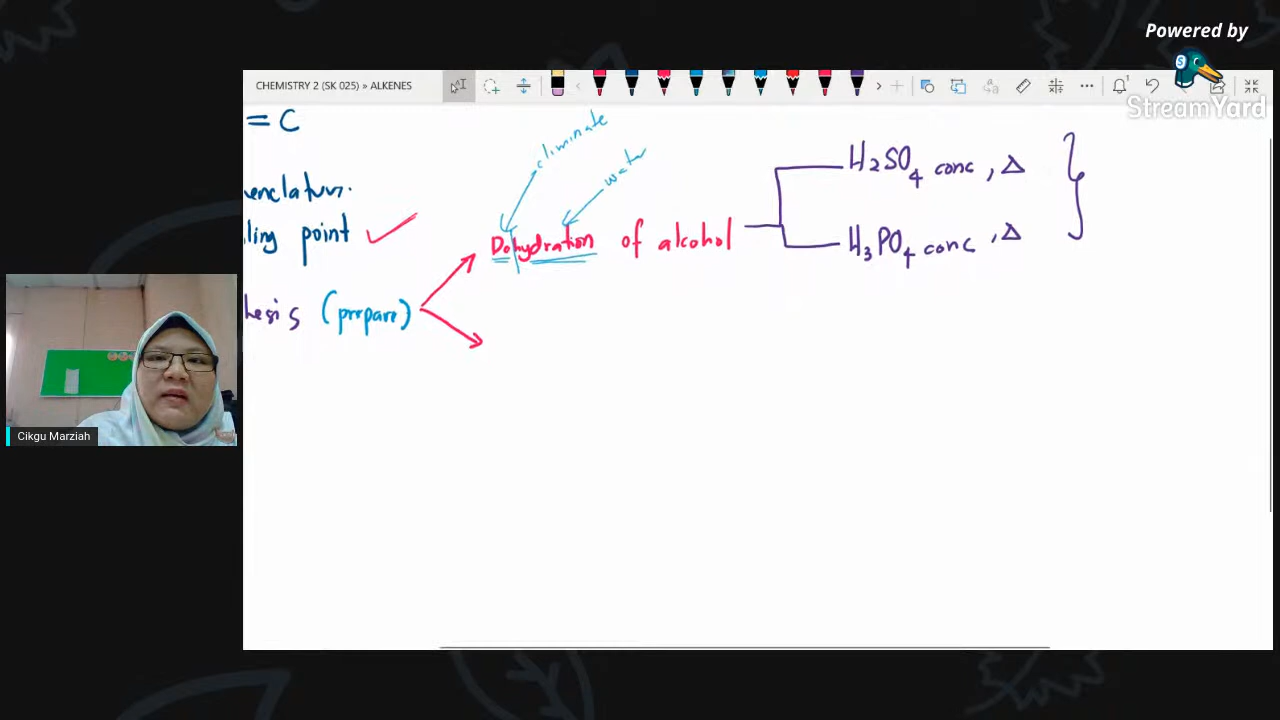 Powered by
StreamYard
CHEMISTRY 2 (SK 025) » ALKENES
= C
eliminate
water
enclature.
ling point
Dehydration of alcohol
H2SO4 conc , Δ
H3PO4 conc , Δ
hesis (prepare)
Cikgu Marziah